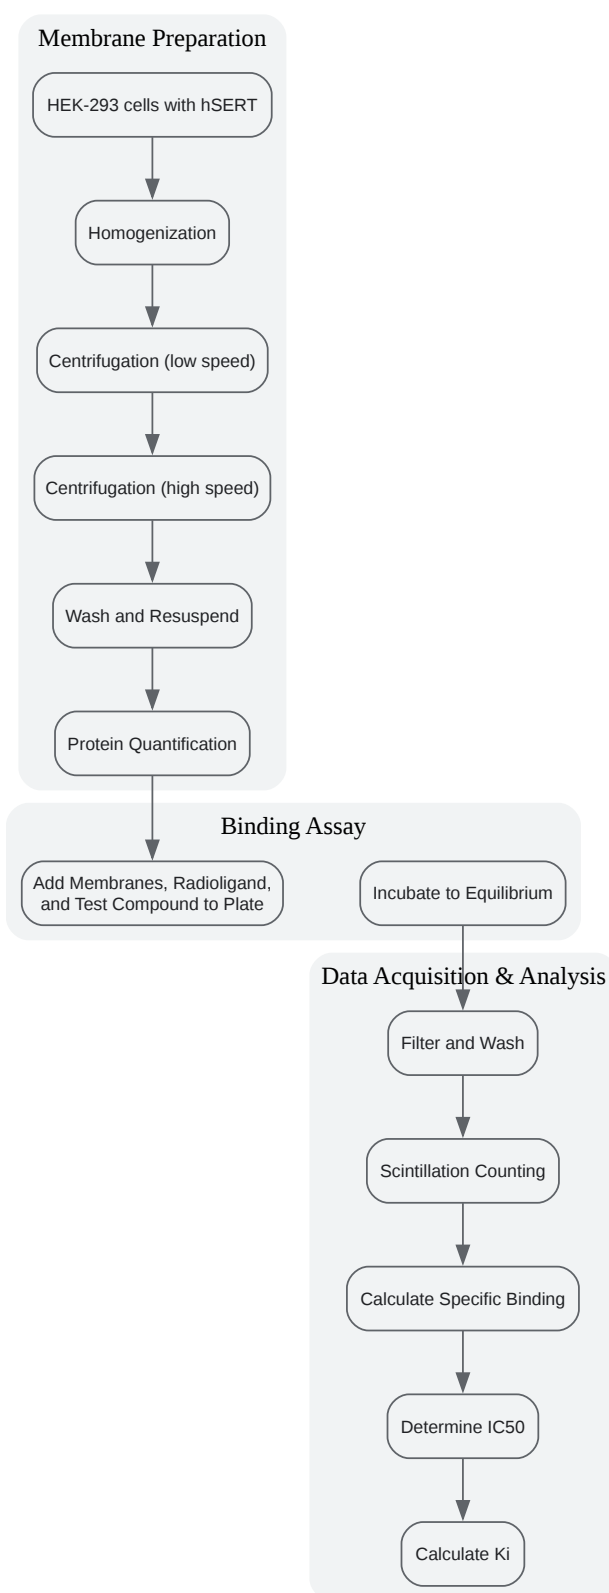 Membrane Preparation
HEK-293 cells with hSERT
Homogenization
Centrifugation (low speed)
Centrifugation (high speed)
Wash and Resuspend
Protein Quantification
Binding Assay
Add Membranes, Radioligand,
and Test Compound to Plate
Incubate to Equilibrium
Data Acquisition & Analysis
Filter and Wash
Scintillation Counting
Calculate Specific Binding
Determine IC50
Calculate Ki